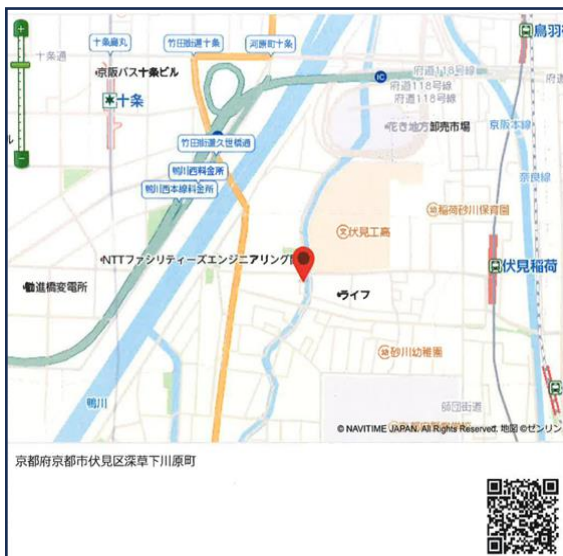 鳥羽街
十条通
十条烏丸
竹田街道十条
河原町十条
京阪バス十条ビル
IC
府道118号線
府道118号線
府道118号線
十条
花き地方卸売市場
京阪本線
奈良線
竹田街道久世橋通
鴨川西料金所
鴨川西本線料金所
稲荷砂川保育園
文伏見工高
NTTファシリティーズエンジニアリング
伏見稲荷
勧進橋変電所
ライフ
砂川幼稚園
鴨川
師団街道
© NAVITIME JAPAN. All Rights Reserved. 地図 ©ゼンリン
京都府京都市伏見区深草下川原町